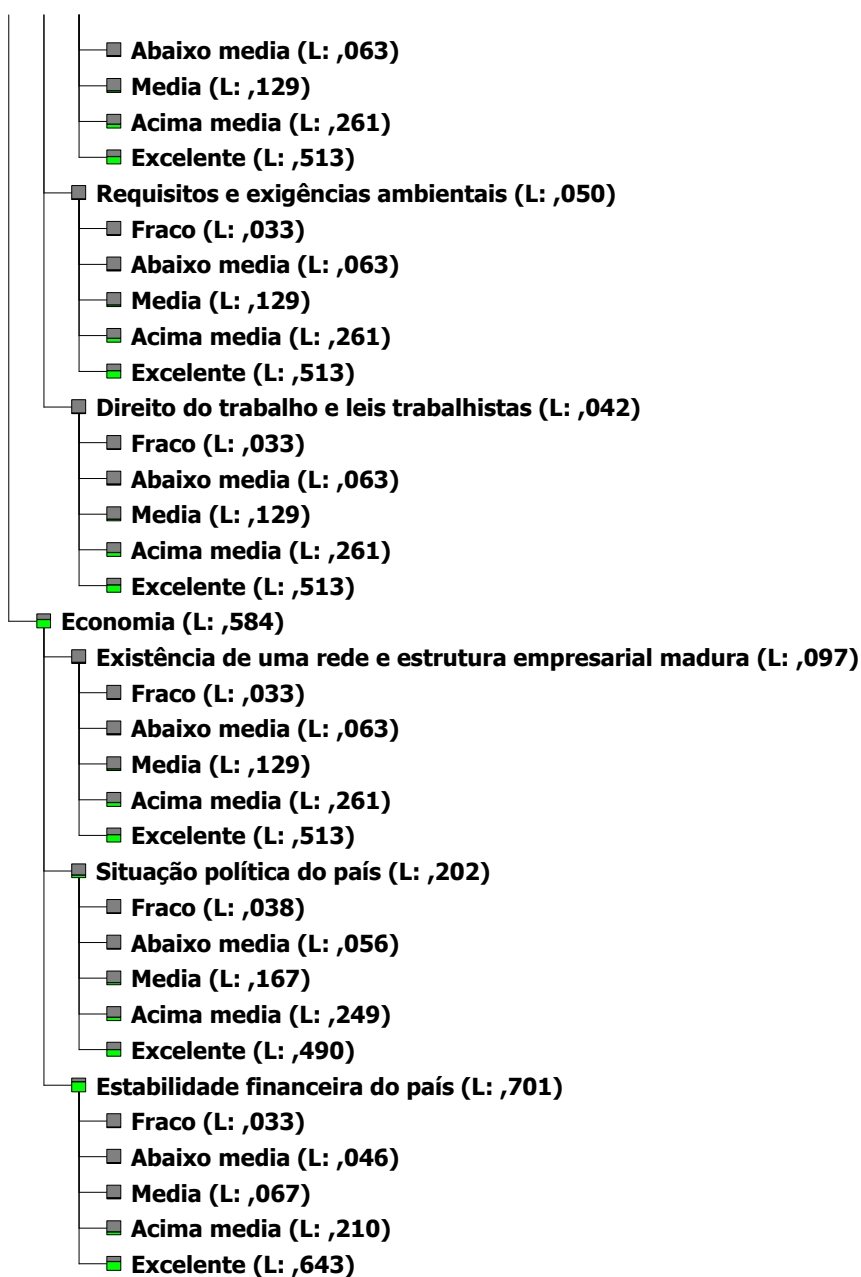 Abaixo media (L: ,063)
Media (L: ,129)
Acima media (L: ,261)
Excelente (L: ,513)
Requisitos e exigências ambientais (L: ,050)
Fraco (L: ,033)
Abaixo media (L: ,063)
Media (L: ,129)
Acima media (L: ,261)
Excelente (L: ,513)
Direito do trabalho e leis trabalhistas (L: ,042)
Fraco (L: ,033)
Abaixo media (L: ,063)
Media (L: ,129)
Acima media (L: ,261)
Excelente (L: ,513)
Economia (L: ,584)
Existência de uma rede e estrutura empresarial madura (L: ,097)
Fraco (L: ,033)
Abaixo media (L: ,063)
Media (L: ,129)
Acima media (L: ,261)
Excelente (L: ,513)
Situação política do país (L: ,202)
Fraco (L: ,038)
Abaixo media (L: ,056)
Media (L: ,167)
Acima media (L: ,249)
Excelente (L: ,490)
Estabilidade financeira do país (L: ,701)
Fraco (L: ,033)
Abaixo media (L: ,046)
Media (L: ,067)
Acima media (L: ,210)
Excelente (L: ,643)